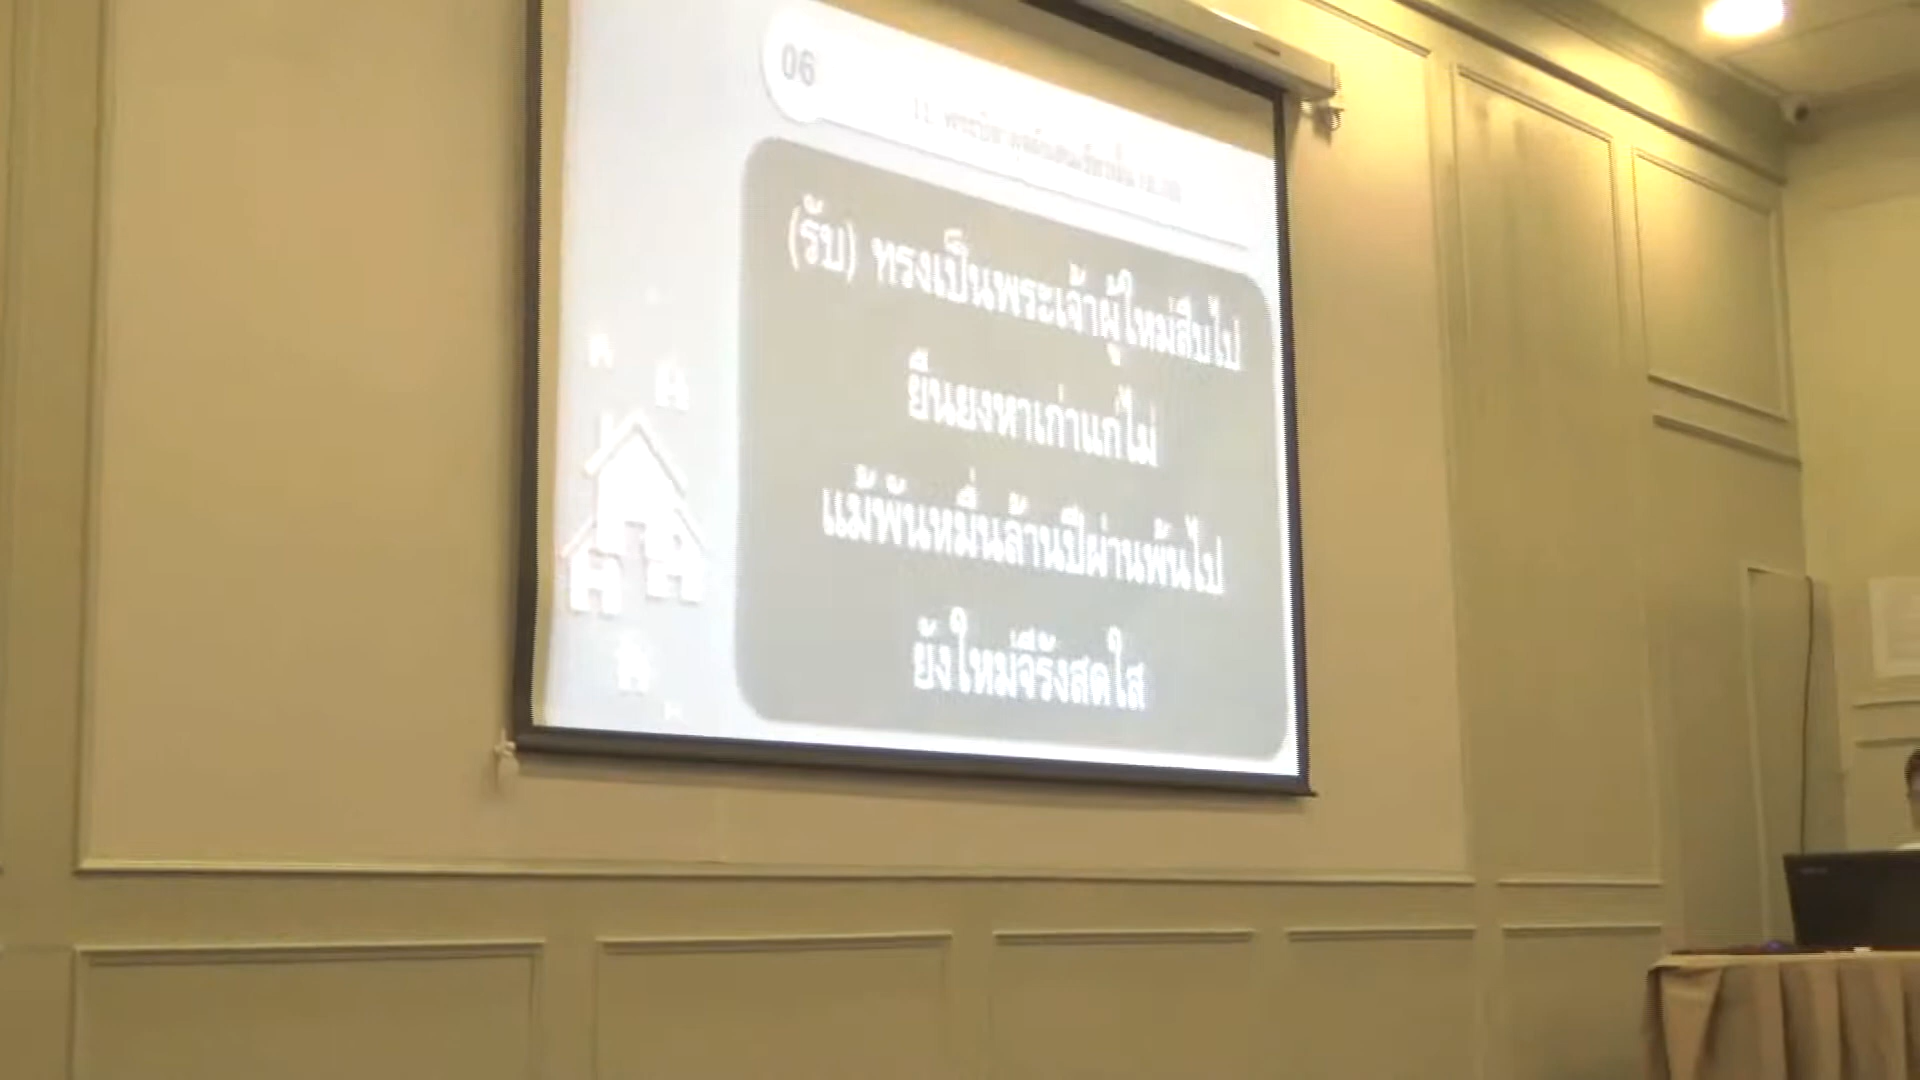 06
(รับ) ทรงเป็นพระเจ้าผู้ใหม่สืบไป
ยืนยงหาเก่าแก่ไม่
แม้พันหมื่นล้านปีผ่านพ้นไป
ยังใหม่จีรังสดใส